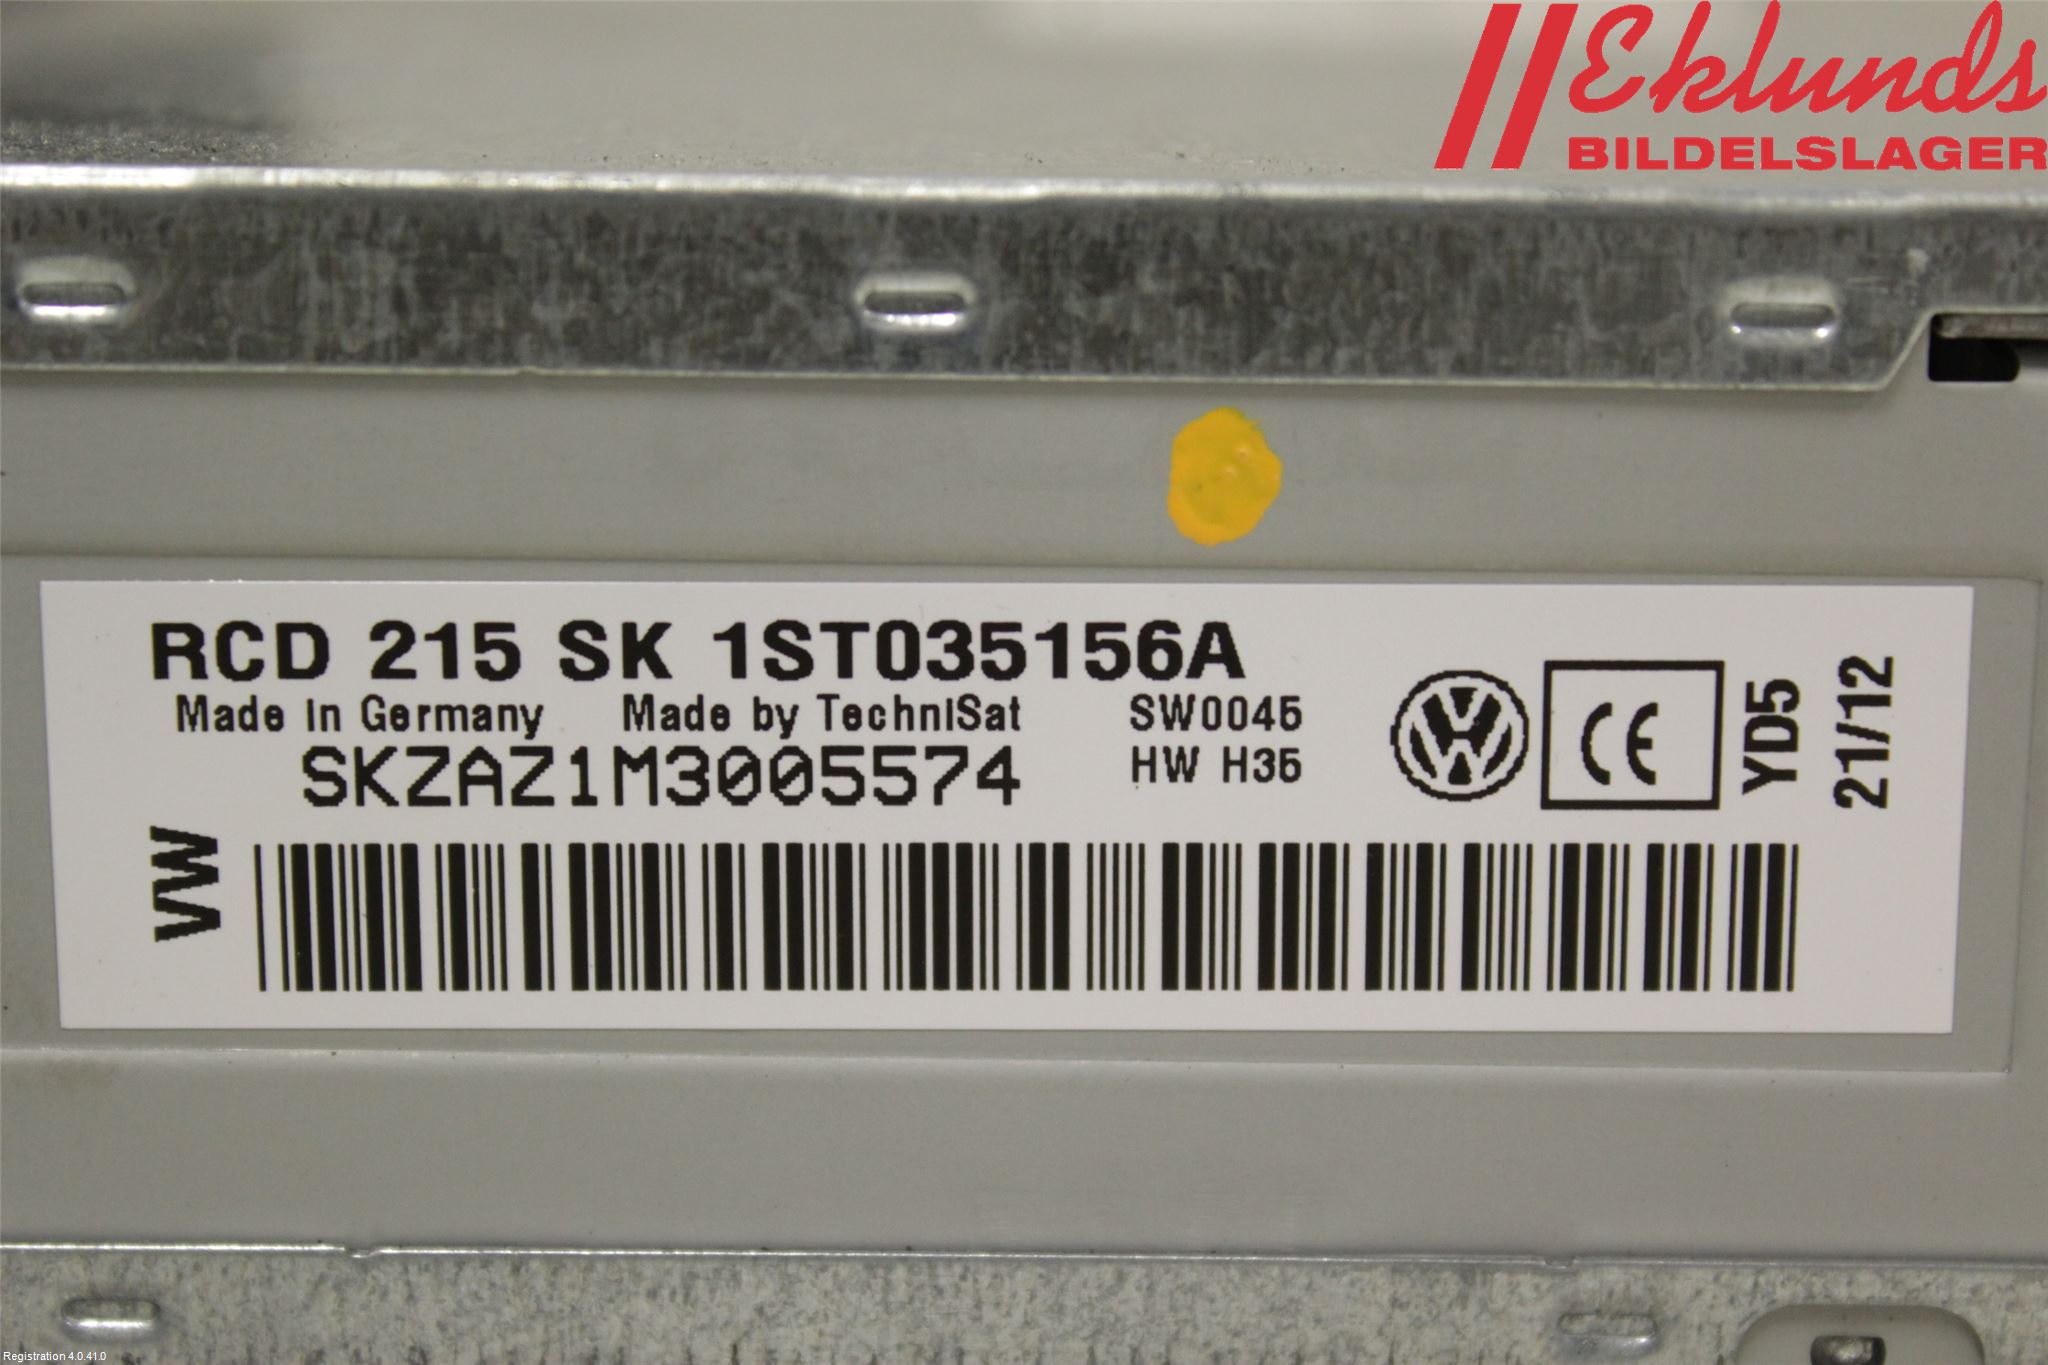 Eklunds
BILDELSLAGER
RCD 215 SK 1ST035156A
Made in Germany Made by TechniSat SW0045
SKZAZ1M3005574 HW H35
CE
YD5
21/12
VW
Registration 4.0.41.0